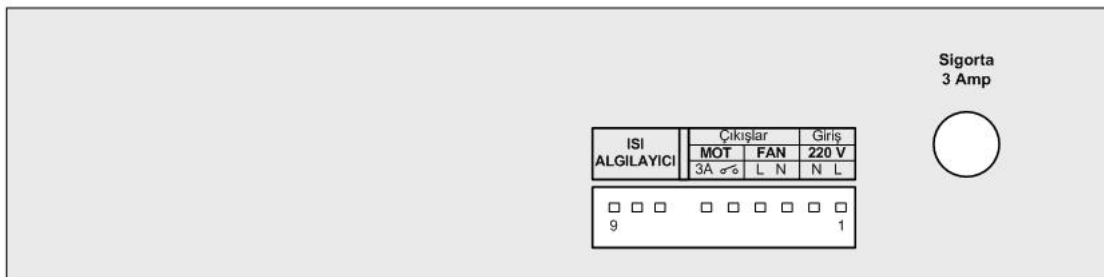 Sigorta
3 Amp
ISI
ALGILAYICI
Çıkışlar Giriş
MOT FAN 220 V
3A L N N L
9 1